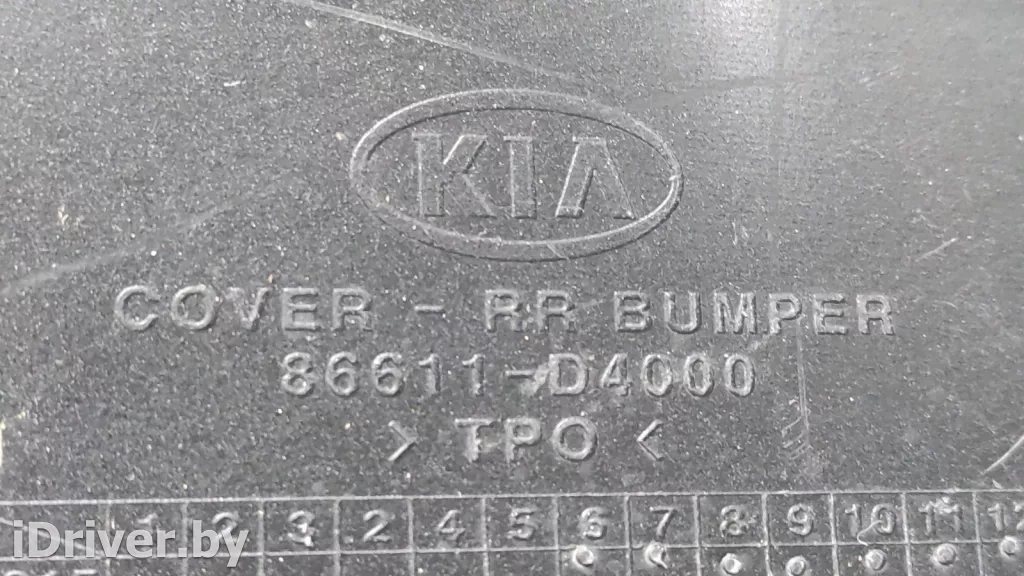 KIA
COVER - RR BUMPER
86611-D4000
> TPO <
1 2 3 2 4 5 6 7 8 9 10 11 12
iDriver.by